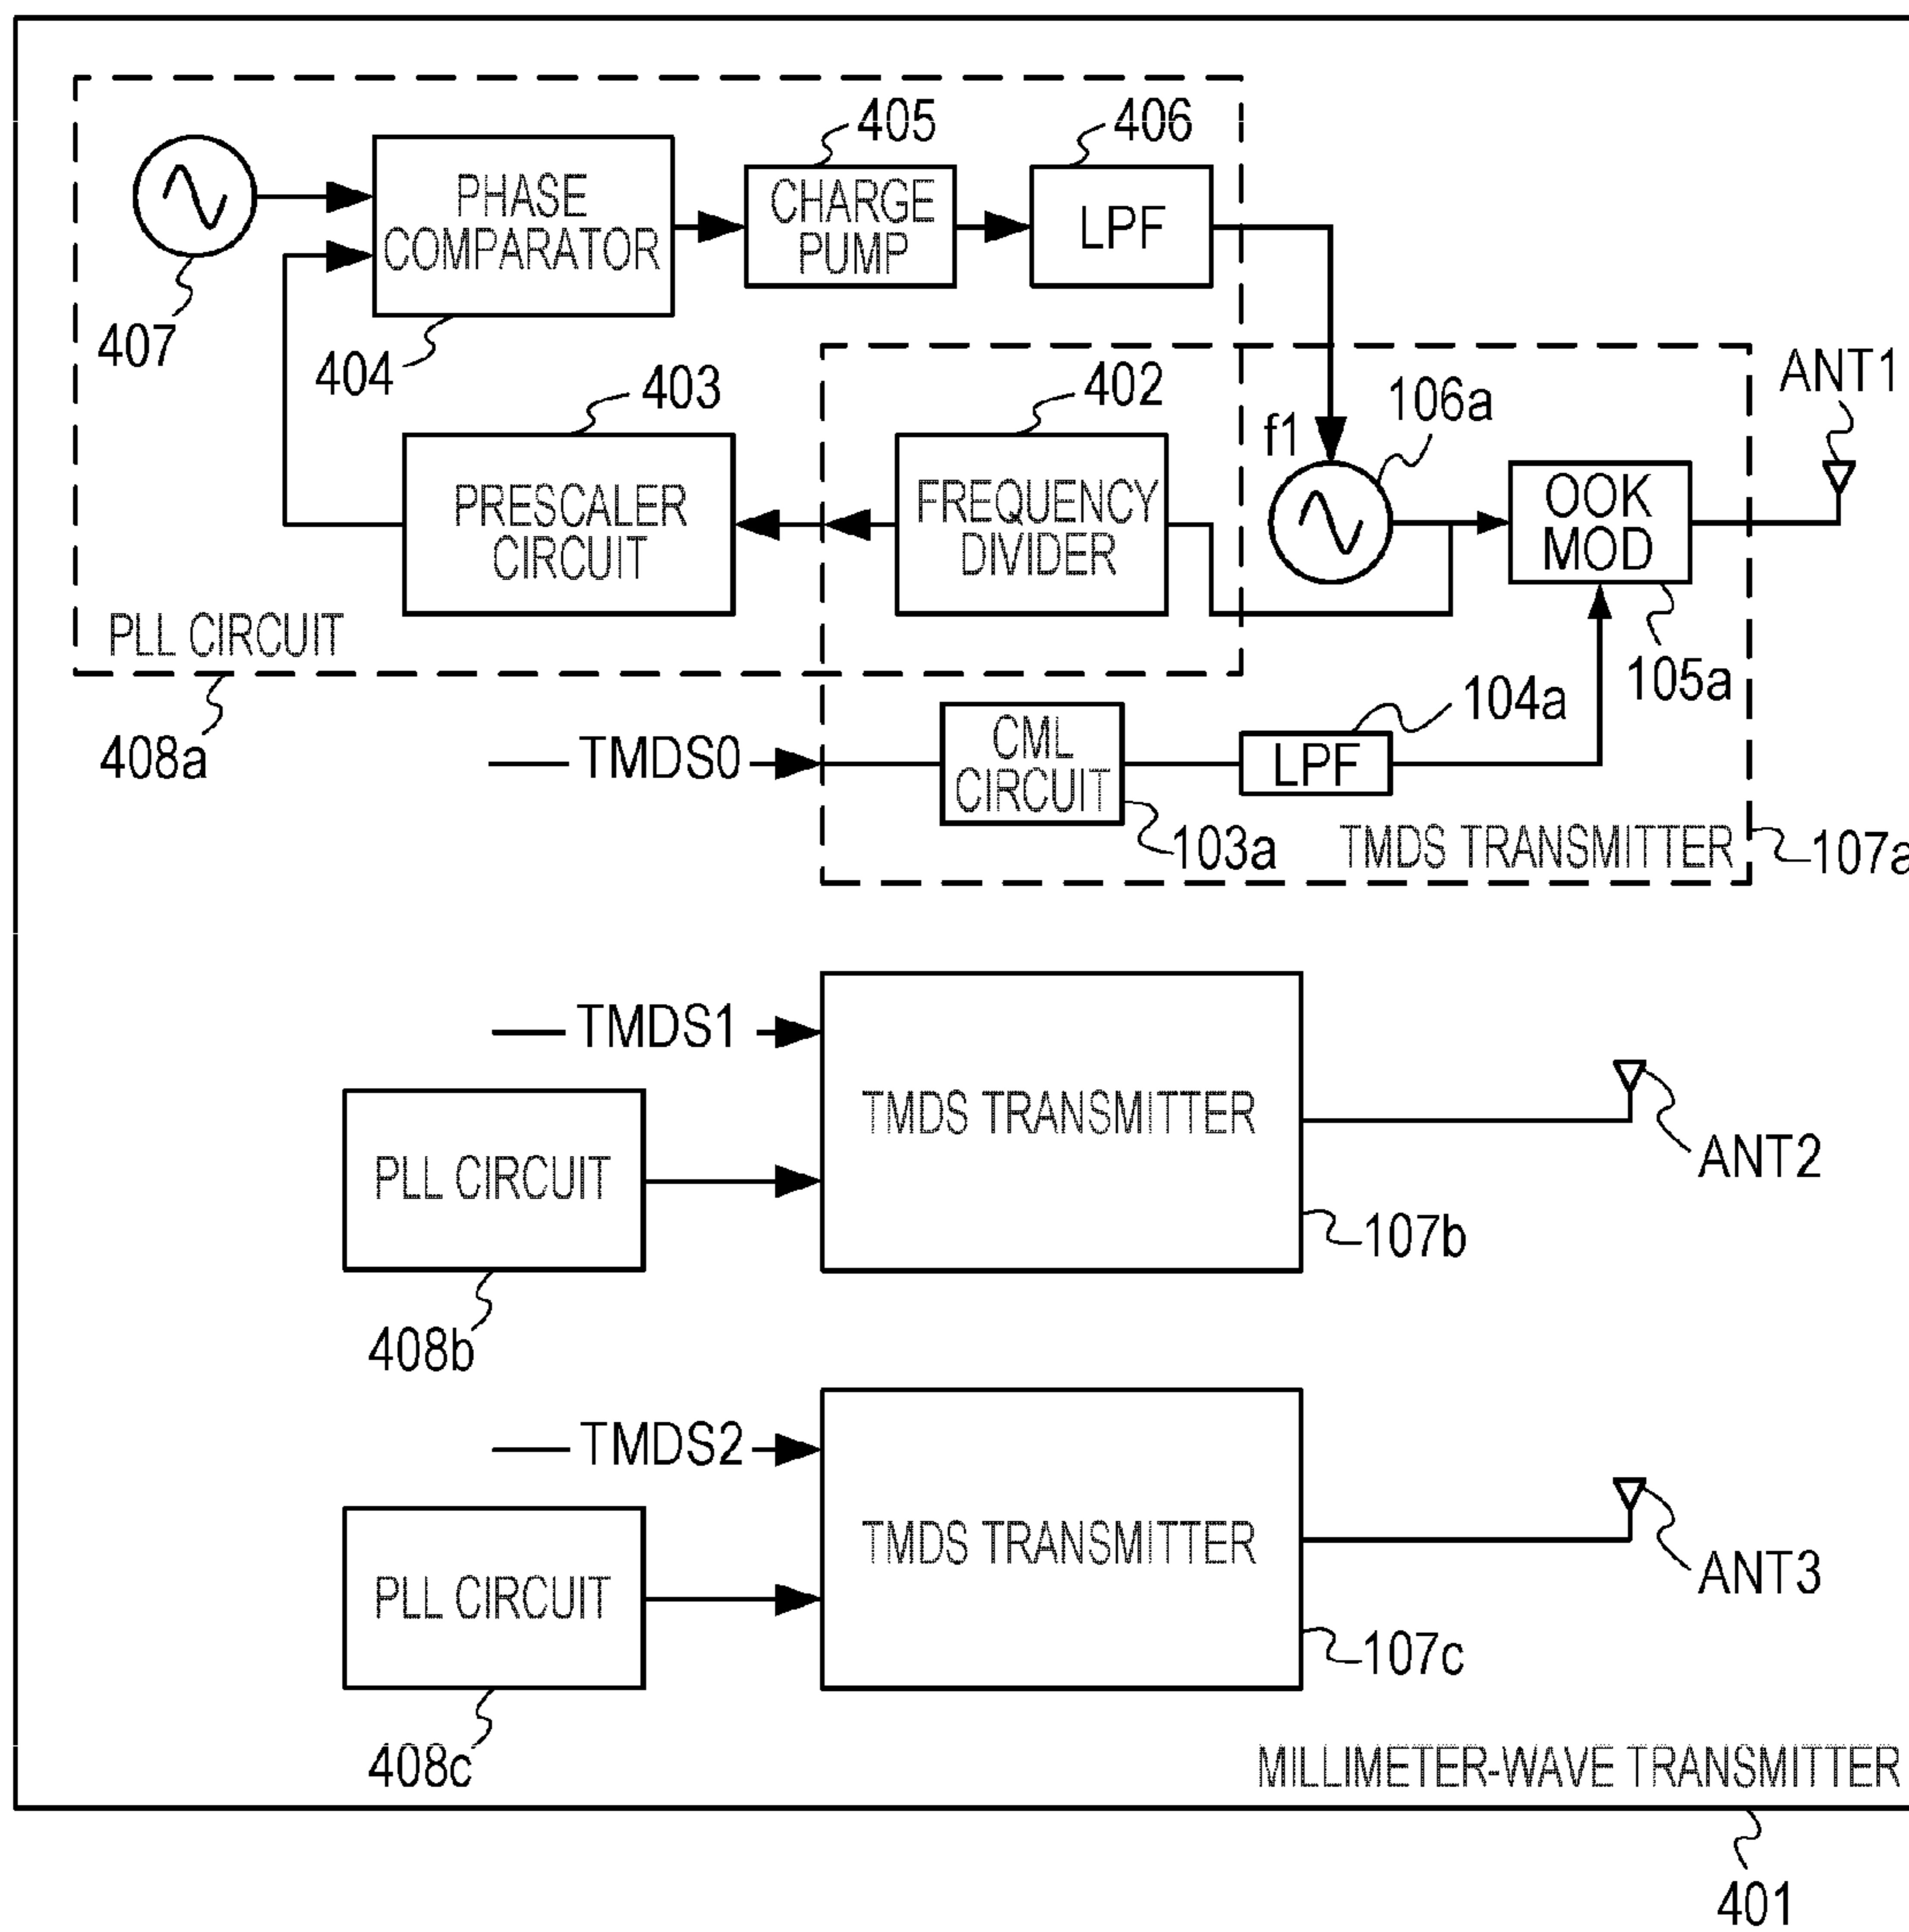 405
406
PHASE
COMPARATOR
CHARGE
PUMP
LPF
407
404
403
402
106a
ANT1
f1
PRESCALER
CIRCUIT
FREQUENCY
DIVIDER
OOK
MOD
PLL CIRCUIT
408a
105a
104a
TMDS0
CML
CIRCUIT
LPF
103a
TMDS TRANSMITTER
107a
TMDS1
TMDS TRANSMITTER
PLL CIRCUIT
ANT2
107b
408b
TMDS2
TMDS TRANSMITTER
PLL CIRCUIT
ANT3
107c
408c
MILLIMETER-WAVE TRANSMITTER
401